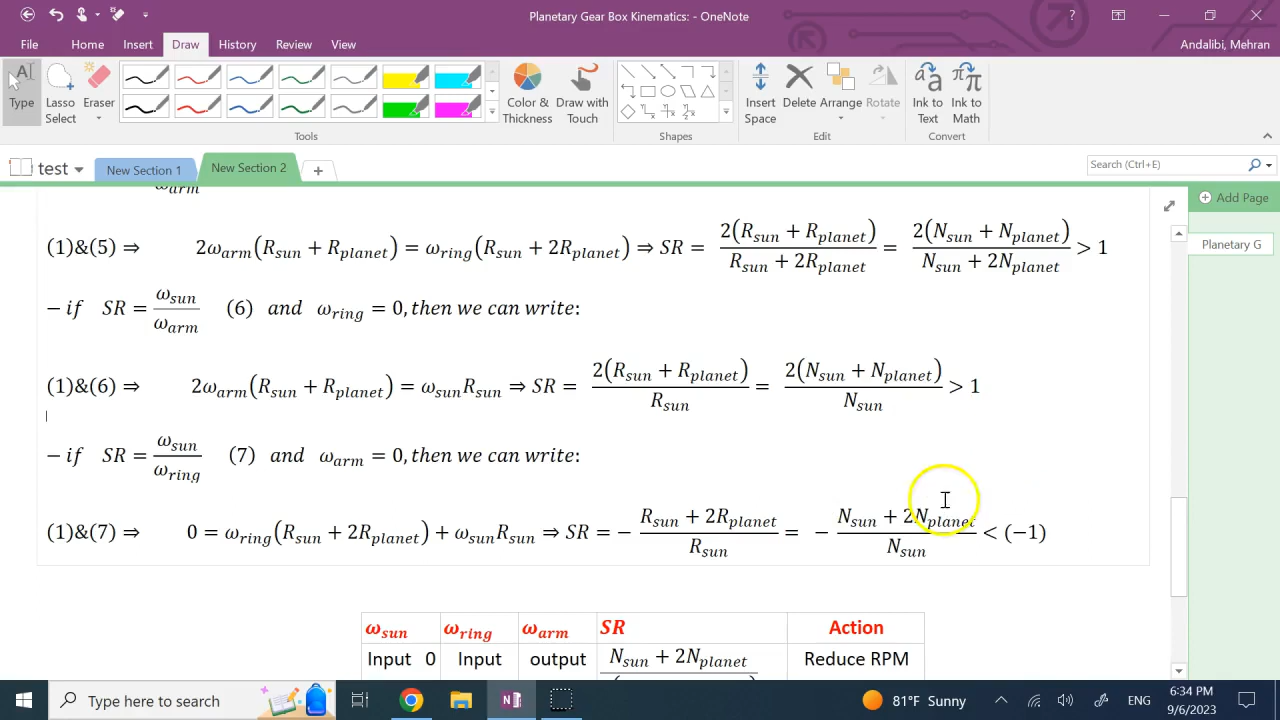 Planetary Gear Box Kinematics: - OneNote
?
File Home Insert Draw History Review View
Andalibi, Mehran
Type
Lasso Select
Eraser
Color & Thickness
Draw with Touch
Insert Space
Delete
Arrange
Rotate
Ink to Text
Ink to Math
Tools
Shapes
Edit
Convert
test
New Section 1
New Section 2
+
Search (Ctrl+E)
Add Page
Planetary G
ω_arm
(1)&(5) ⇒ 2ω_arm(R_sun + R_planet) = ω_ring(R_sun + 2R_planet) ⇒ SR = 2(R_sun + R_planet) / R_sun + 2R_planet = 2(N_sun + N_planet) / N_sun + 2N_planet > 1
− if SR = ω_sun / ω_arm (6) and ω_ring = 0, then we can write:
(1)&(6) ⇒ 2ω_arm(R_sun + R_planet) = ω_sun R_sun ⇒ SR = 2(R_sun + R_planet) / R_sun = 2(N_sun + N_planet) / N_sun > 1
− if SR = ω_sun / ω_ring (7) and ω_arm = 0, then we can write:
(1)&(7) ⇒ 0 = ω_ring(R_sun + 2R_planet) + ω_sun R_sun ⇒ SR = − R_sun + 2R_planet / R_sun = − N_sun + 2N_planet / N_sun < (−1)
ω_sun ω_ring ω_arm SR Action
Input 0 Input output N_sun + 2N_planet Reduce RPM
Type here to search
81°F Sunny
ENG
6:34 PM
9/6/2023